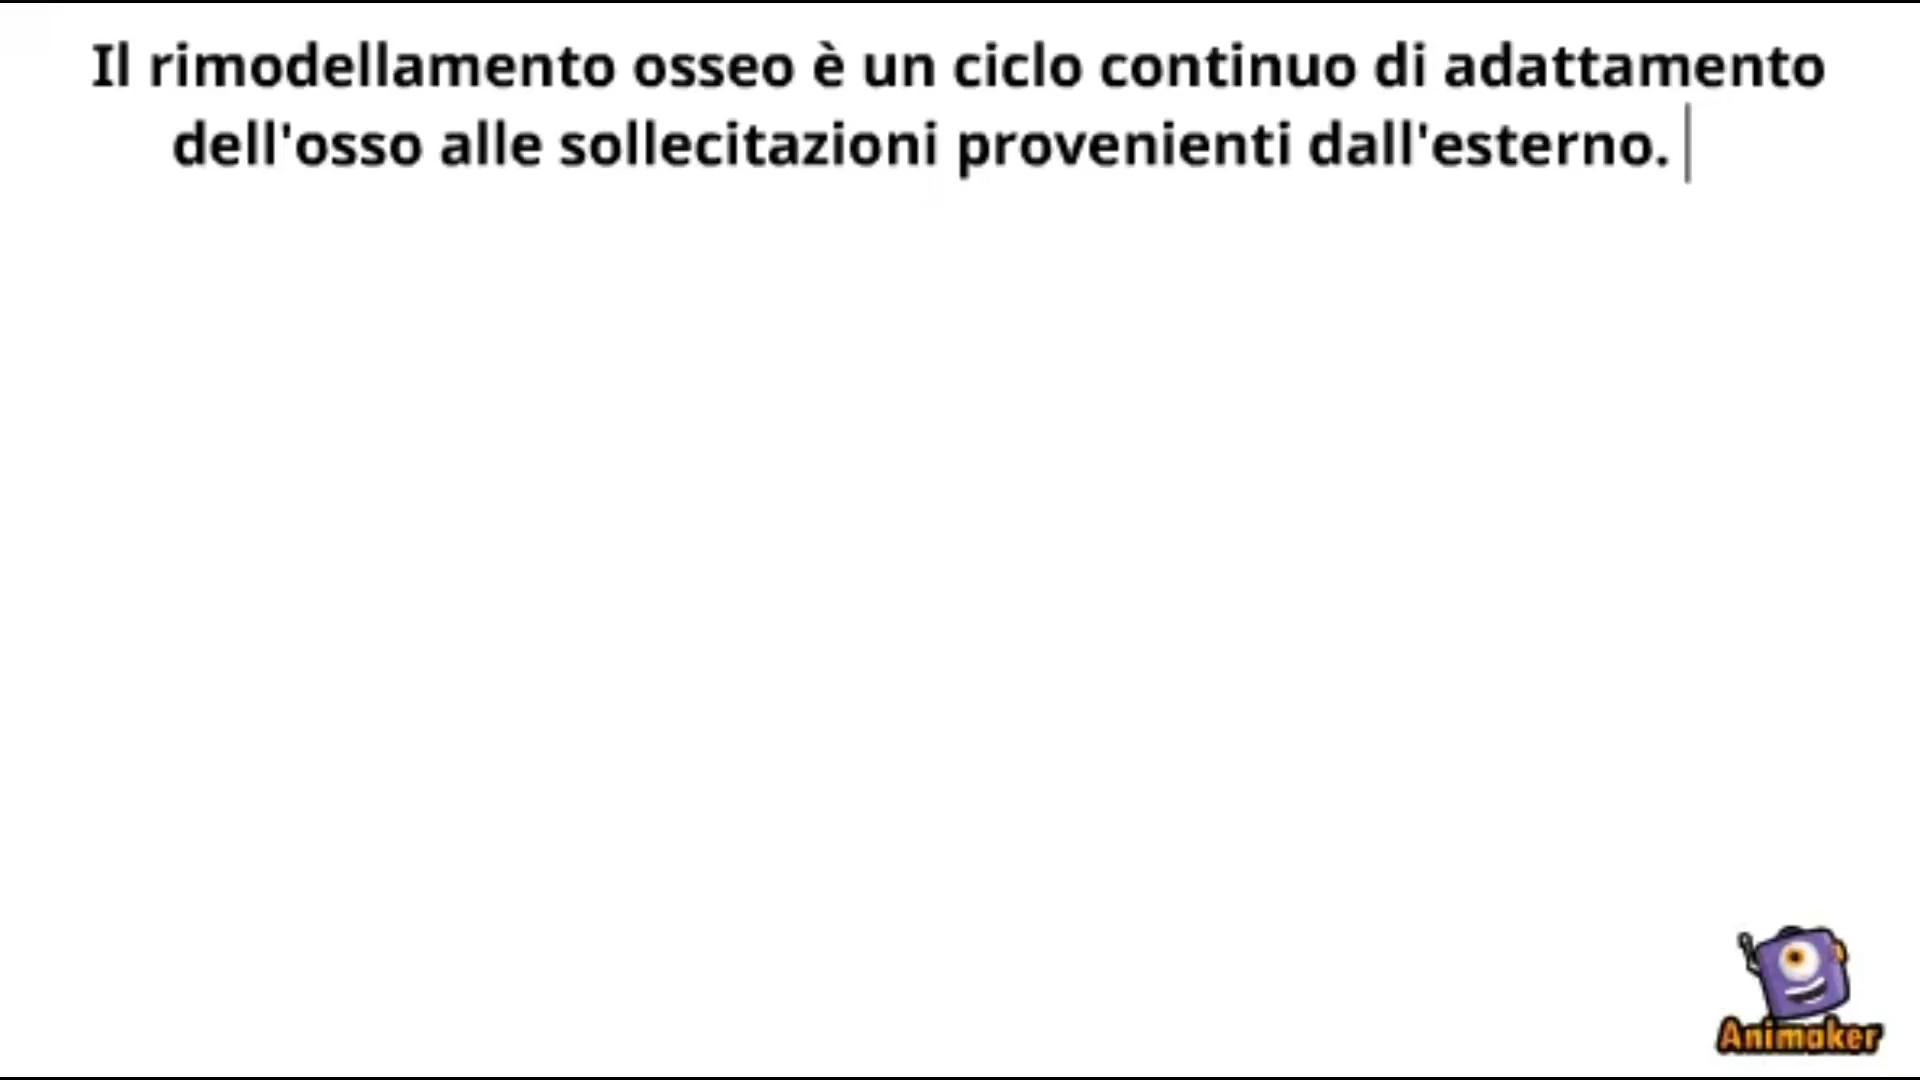 Il rimodellamento osseo è un ciclo continuo di adattamento
dell'osso alle sollecitazioni provenienti dall'esterno.
Animaker